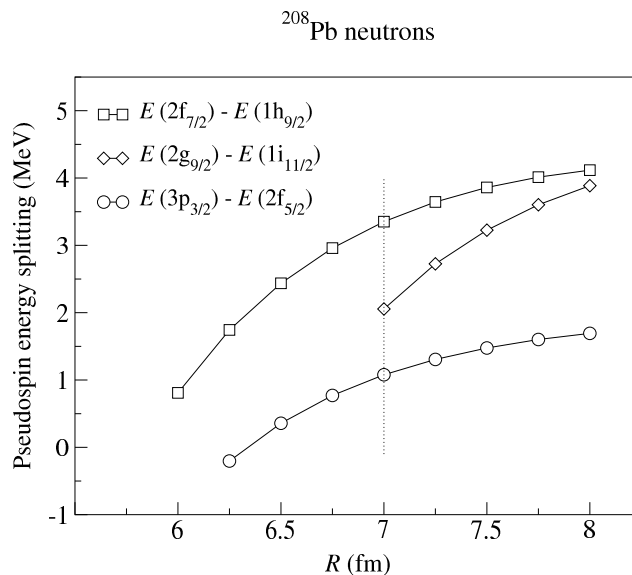 ²⁰⁸Pb neutrons
E (2f₇/₂) - E (1h₉/₂)
E (2g₉/₂) - E (1i₁₁/₂)
E (3p₃/₂) - E (2f₅/₂)
Pseudospin energy splitting (MeV)
5
4
3
2
1
0
-1
6 6.5 7 7.5 8
R (fm)